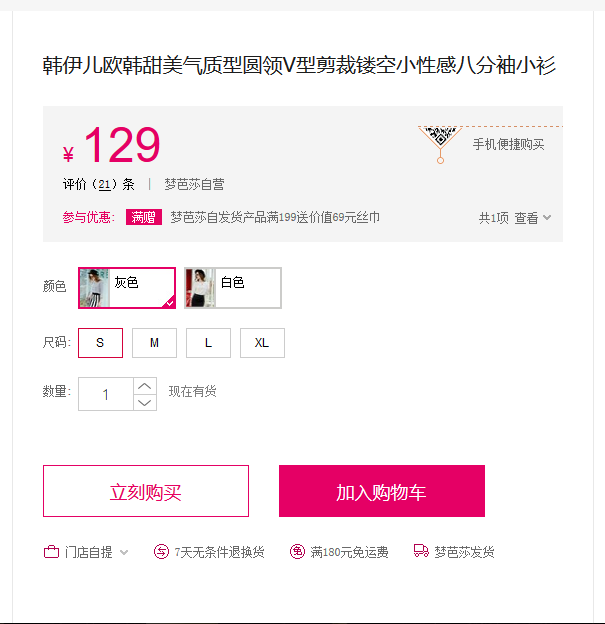 韩伊儿欧韩甜美气质型圆领V型剪裁镂空小性感八分袖小衫
¥ 129
手机便捷购买
评价（21）条 | 梦芭莎自营
参与优惠： 满赠 梦芭莎自发货产品满199送价值69元丝巾 共1项 查看
颜色 灰色 白色
尺码: S M L XL
数量: 1 现在有货
立刻购买 加入购物车
门店自提 7天无条件退换货 免 满180元免运费 梦芭莎发货